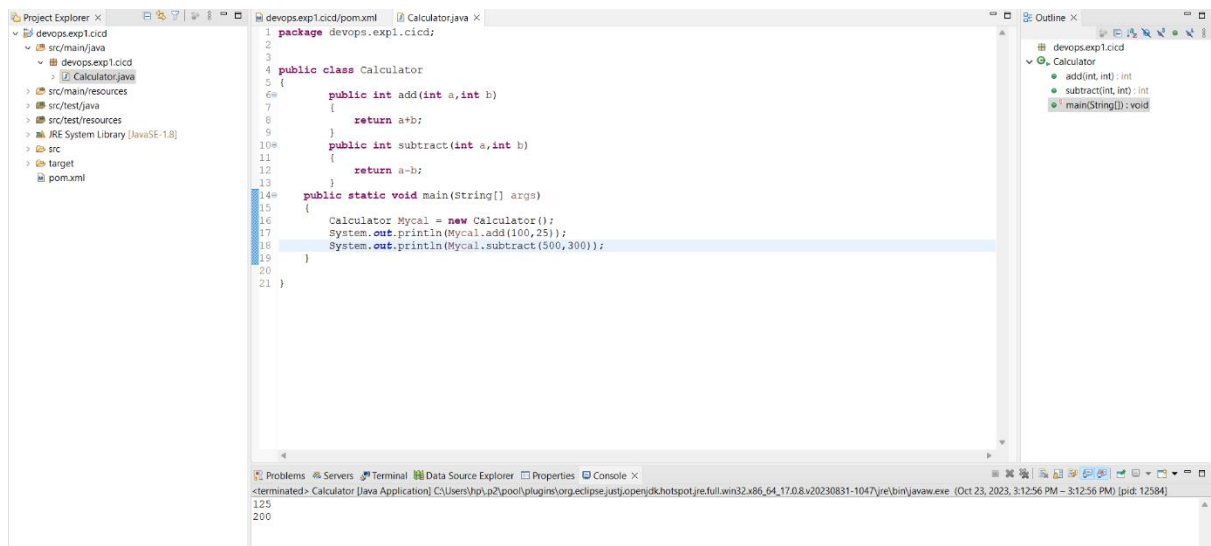 Project Explorer ×
devops.exp1.cicd
src/main/java
devops.exp1.cicd
Calculator.java
src/main/resources
src/test/java
src/test/resources
JRE System Library [JavaSE-1.8]
src
target
pom.xml
devops.exp1.cicd/pom.xml Calculator.java ×
1 package devops.exp1.cicd;
2
3
4 public class Calculator
5 {
6 public int add(int a,int b)
7 {
8 return a+b;
9 }
10 public int subtract(int a,int b)
11 {
12 return a-b;
13 }
14 public static void main(String[] args)
15 {
16 Calculator Mycal = new Calculator();
17 System.out.println(Mycal.add(100,25));
18 System.out.println(Mycal.subtract(500,300));
19 }
20
21 }
Outline ×
devops.exp1.cicd
Calculator
add(int, int) : int
subtract(int, int) : int
main(String[]) : void
Problems Servers Terminal Data Source Explorer Properties Console ×
<terminated> Calculator [Java Application] C:\Users\hp\.p2\pool\plugins\org.eclipse.justj.openjdk.hotspot.jre.full.win32.x86_64_17.0.8.v20230831-1047\jre\bin\javaw.exe (Oct 23, 2023, 3:12:56 PM – 3:12:56 PM) [pid: 12584]
125
200